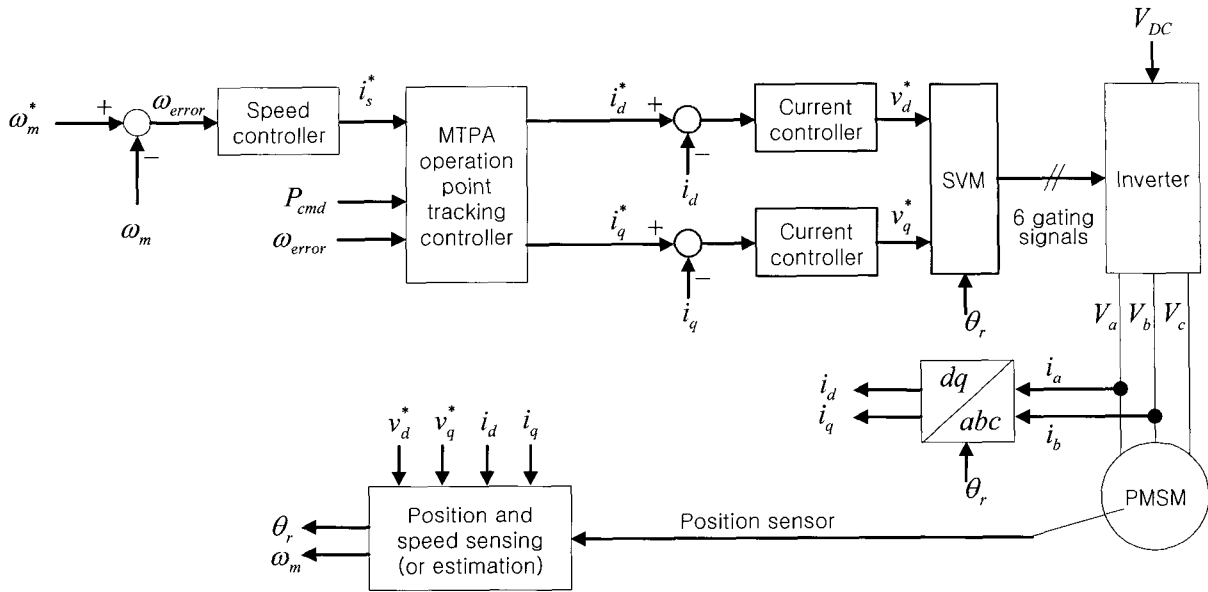 V_DC
ω_m^*
+
−
ω_error
ω_m
Speed
controller
i_s^*
P_cmd
ω_error
MTPA
operation
point
tracking
controller
i_d^*
+
−
i_d
i_q^*
+
−
i_q
Current
controller
Current
controller
v_d^*
v_q^*
SVM
θ_r
6 gating
signals
Inverter
V_a V_b V_c
i_d
i_q
dq
abc
i_a
i_b
θ_r
PMSM
v_d^* v_q^* i_d i_q
θ_r
ω_m
Position and
speed sensing
(or estimation)
Position sensor